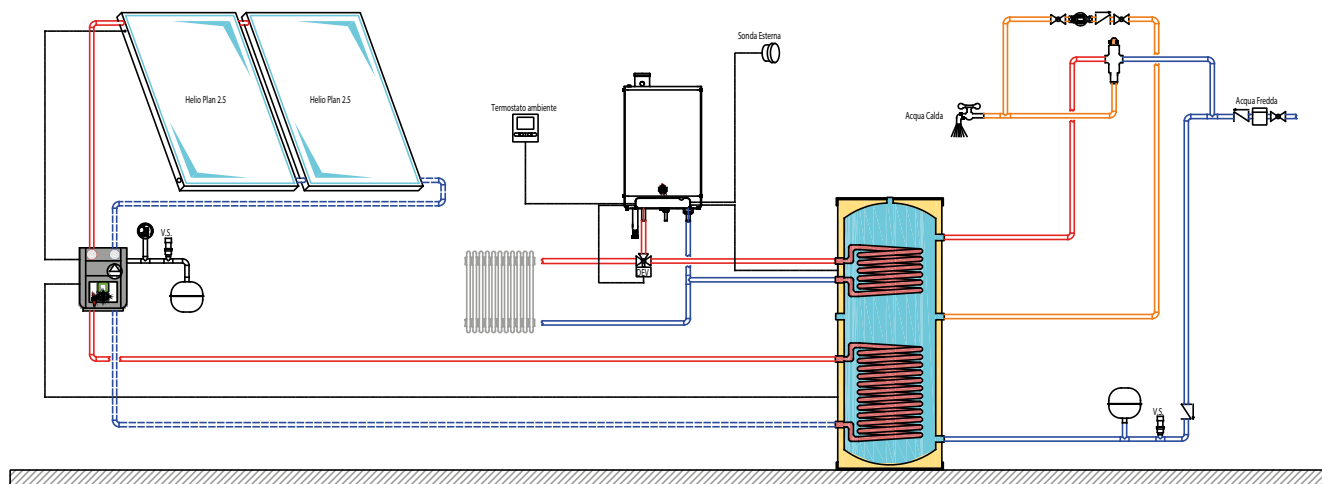 Sonda Esterna
Helio Plan 2.5
Helio Plan 2.5
Termostato ambiente
Acqua Calda
Acqua Fredda
V.S.
DEV
V.S.